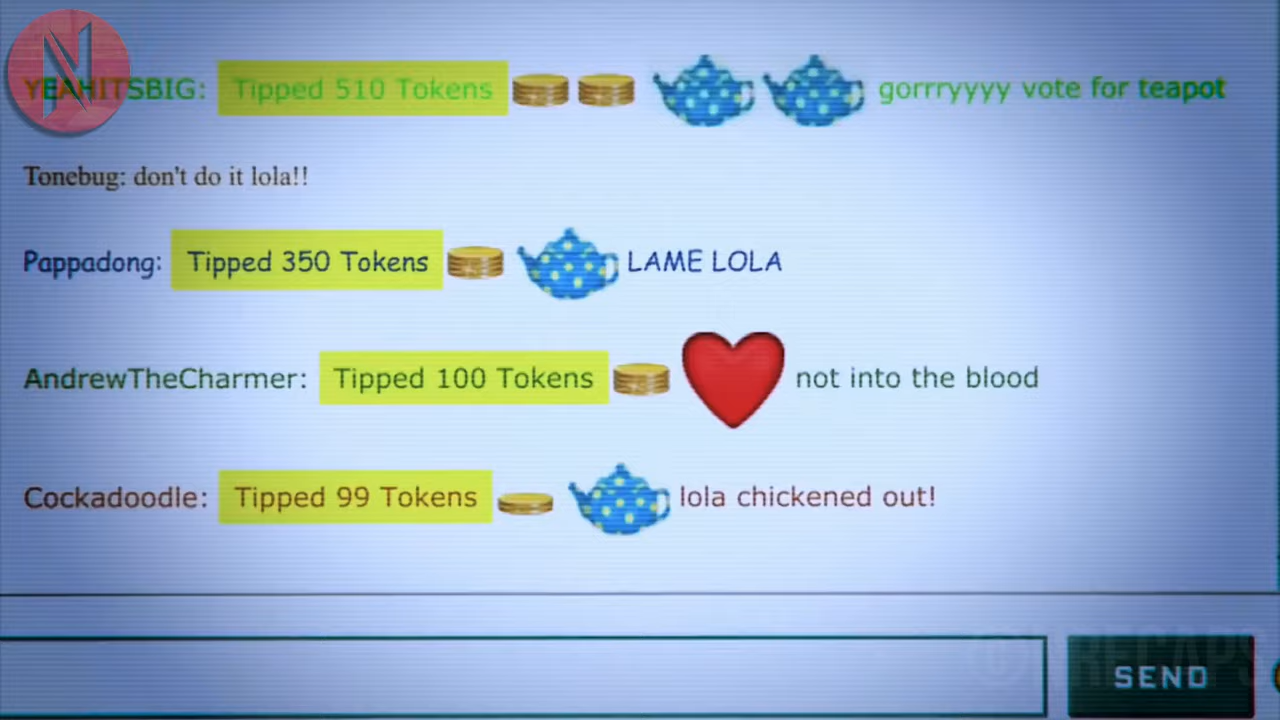 YEAHITSBIG: Tipped 510 Tokens gorrryyyy vote for teapot
Tonebug: don't do it lola!!
Pappadong: Tipped 350 Tokens LAME LOLA
AndrewTheCharmer: Tipped 100 Tokens not into the blood
Cockadoodle: Tipped 99 Tokens lola chickened out!
SEND